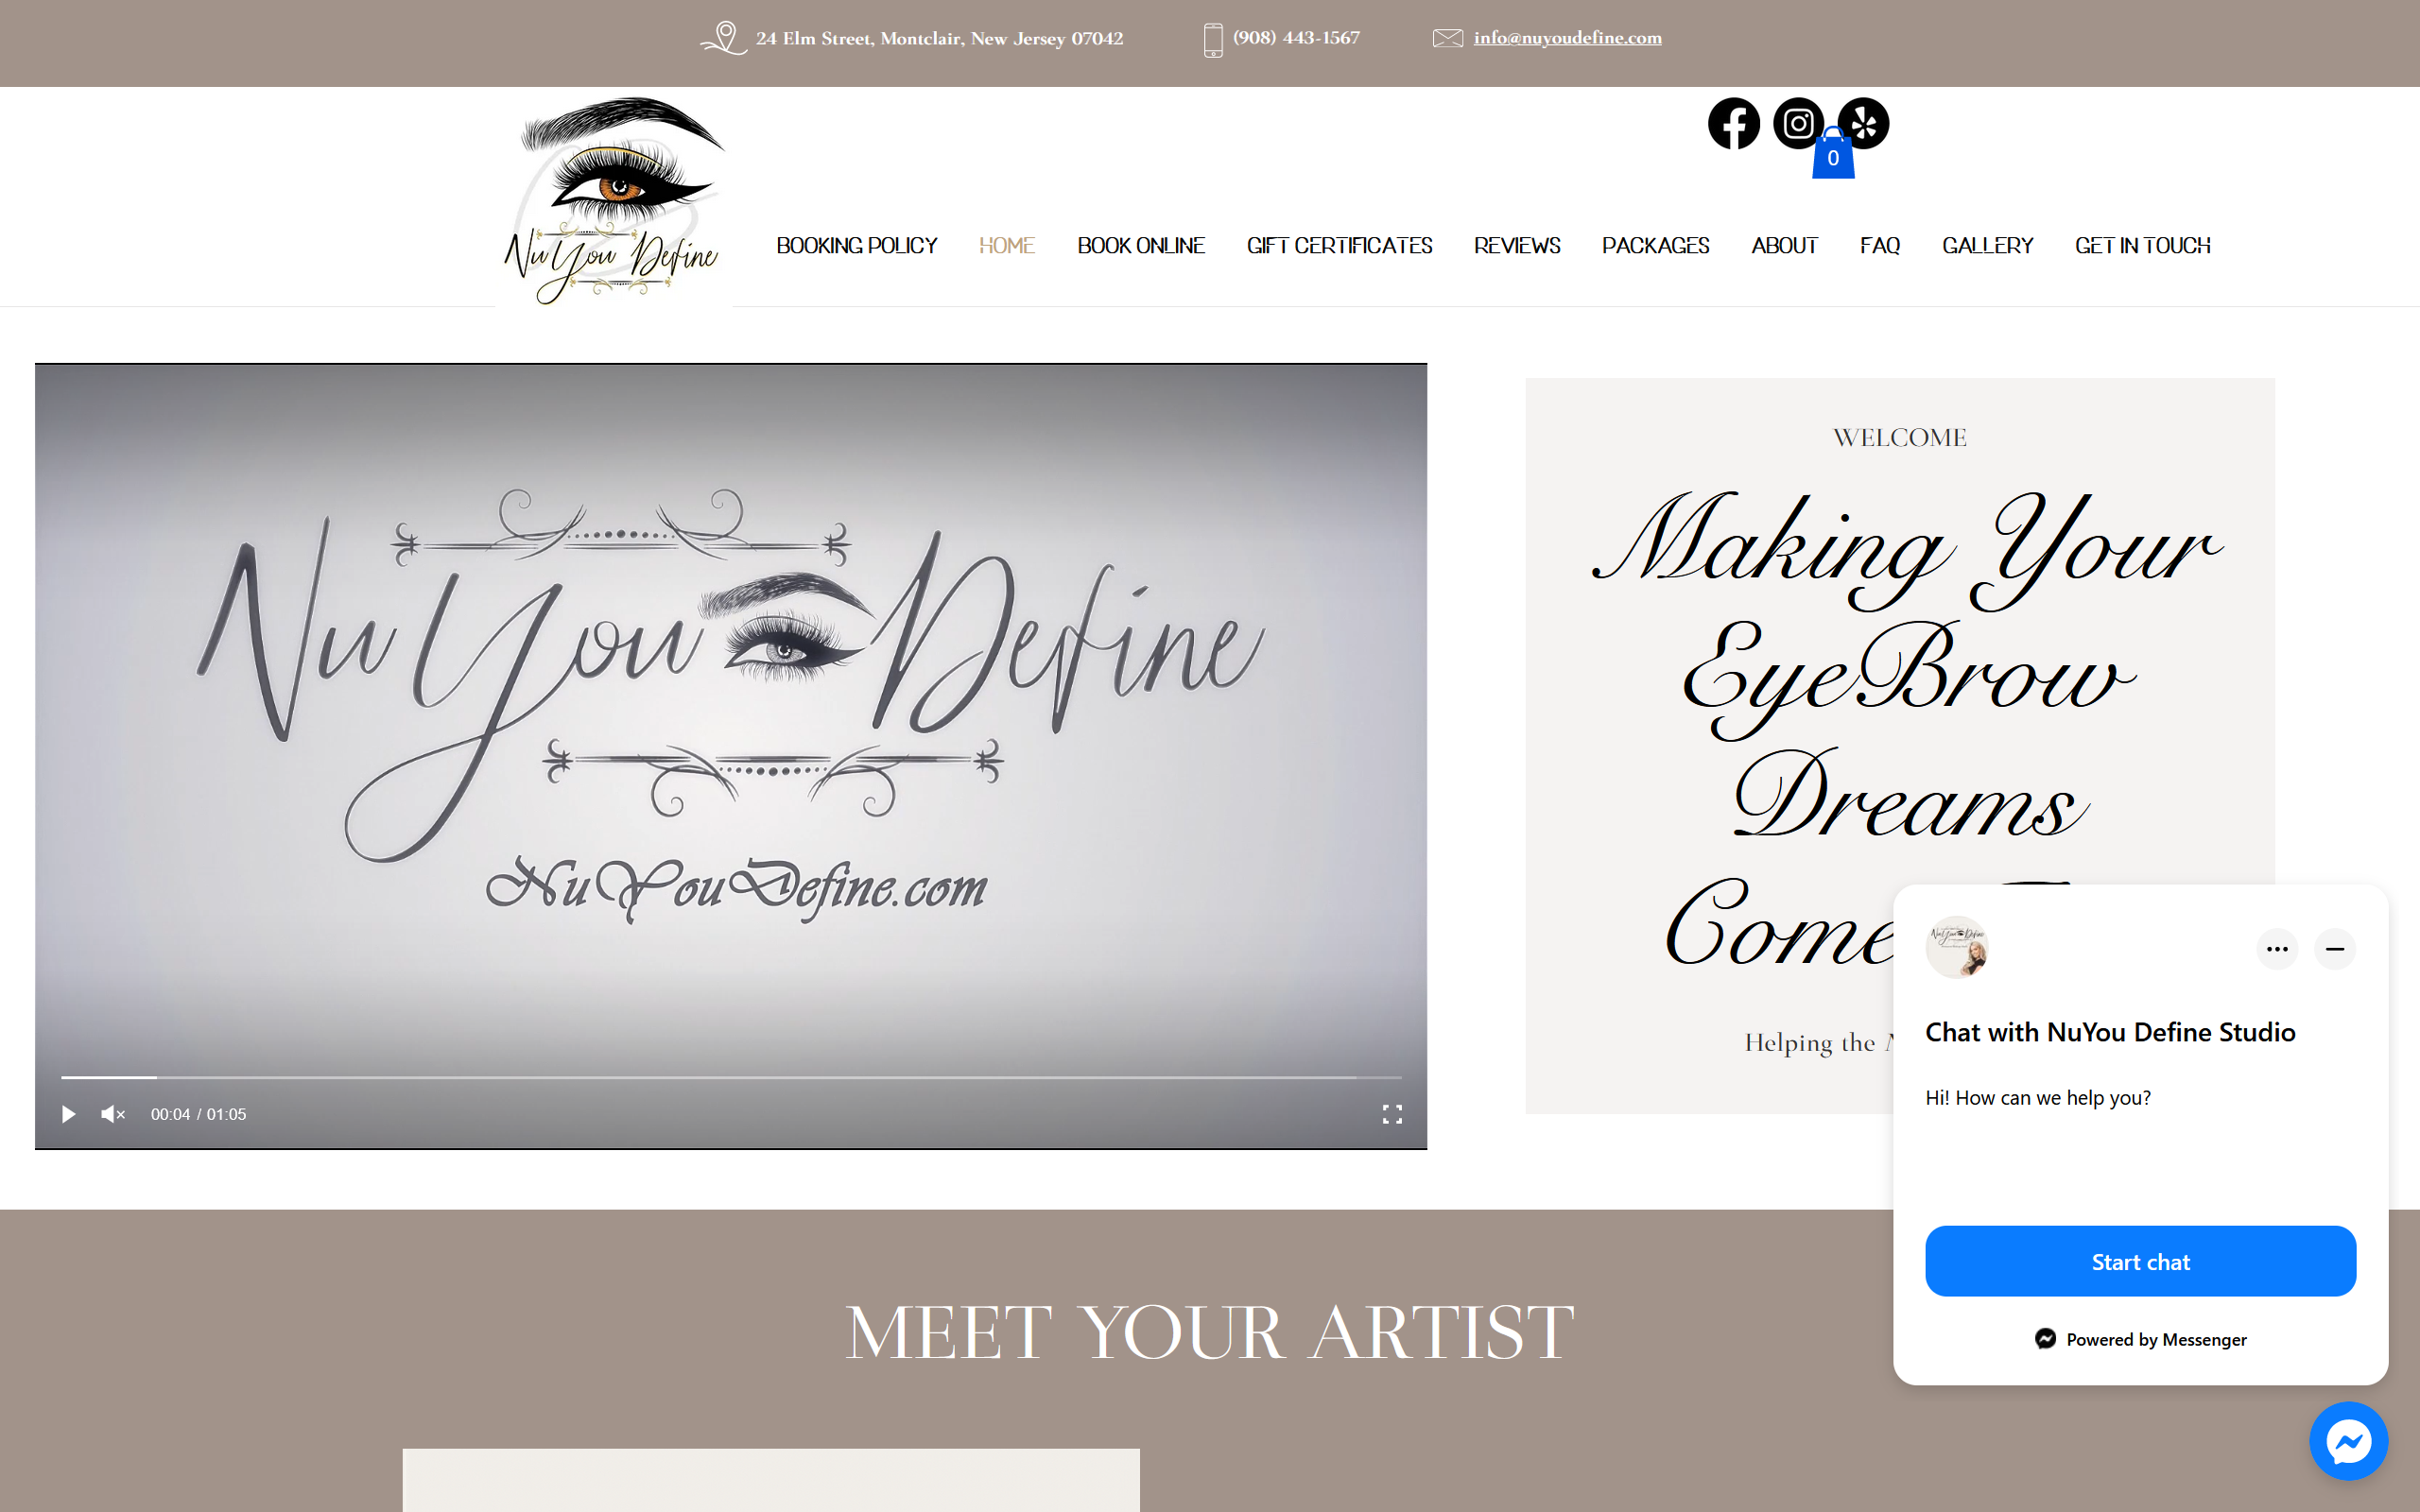 24 Elm Street, Montclair, New Jersey 07042
(908) 443-1567
info@nuyoudefine.com
0
NuYou Define
BOOKING POLICY
HOME
BOOK ONLINE
GIFT CERTIFICATES
REVIEWS
PACKAGES
ABOUT
FAQ
GALLERY
GET IN TOUCH
NuYou Define
NuYouDefine.com
00:04 / 01:05
WELCOME
Making Your
EyeBrow
Dreams
Come
Helping the
Chat with NuYou Define Studio
Hi! How can we help you?
Start chat
Powered by Messenger
MEET YOUR ARTIST